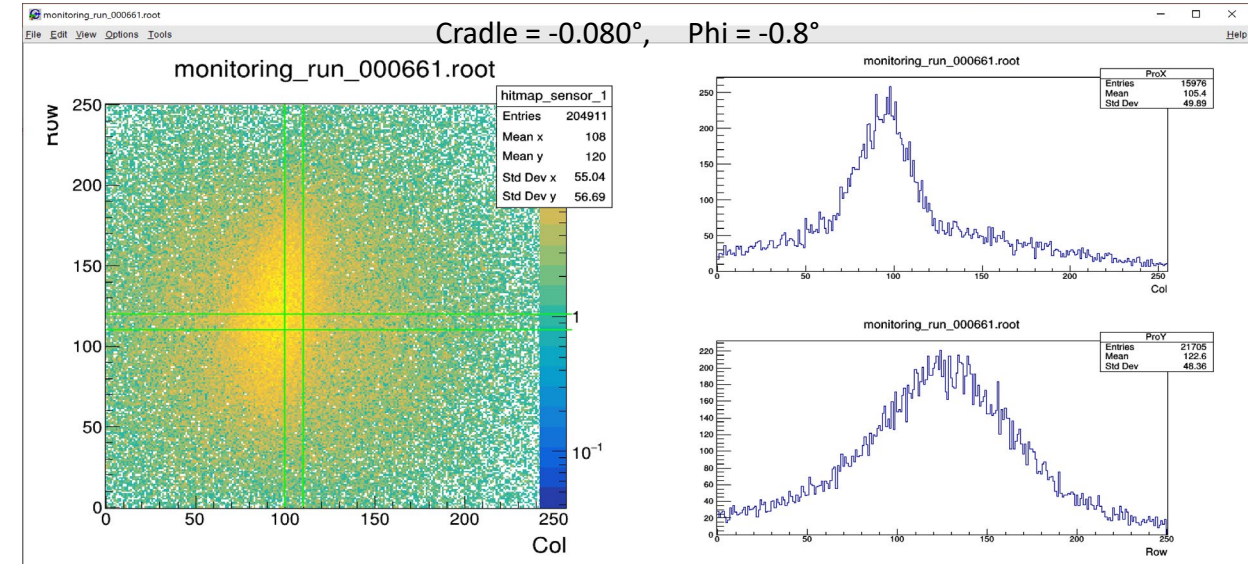 monitoring_run_000661.root
File Edit View Options Tools
Help
Cradle = -0.080°, Phi = -0.8°
monitoring_run_000661.root
hitmap_sensor_1
Entries 204911
Mean x 108
Mean y 120
Std Dev x 55.04
Std Dev y 56.69
Row
250
200
150
100
50
0
0 50 100 150 200 250
Col
1
10⁻¹
monitoring_run_000661.root
ProX
Entries 15976
Mean 105.4
Std Dev 49.89
250
200
150
100
50
0
0 50 100 150 200 250
Col
monitoring_run_000661.root
ProY
Entries 21705
Mean 122.6
Std Dev 48.36
220
200
180
160
140
120
100
80
60
40
20
0
0 50 100 150 200 250
Row